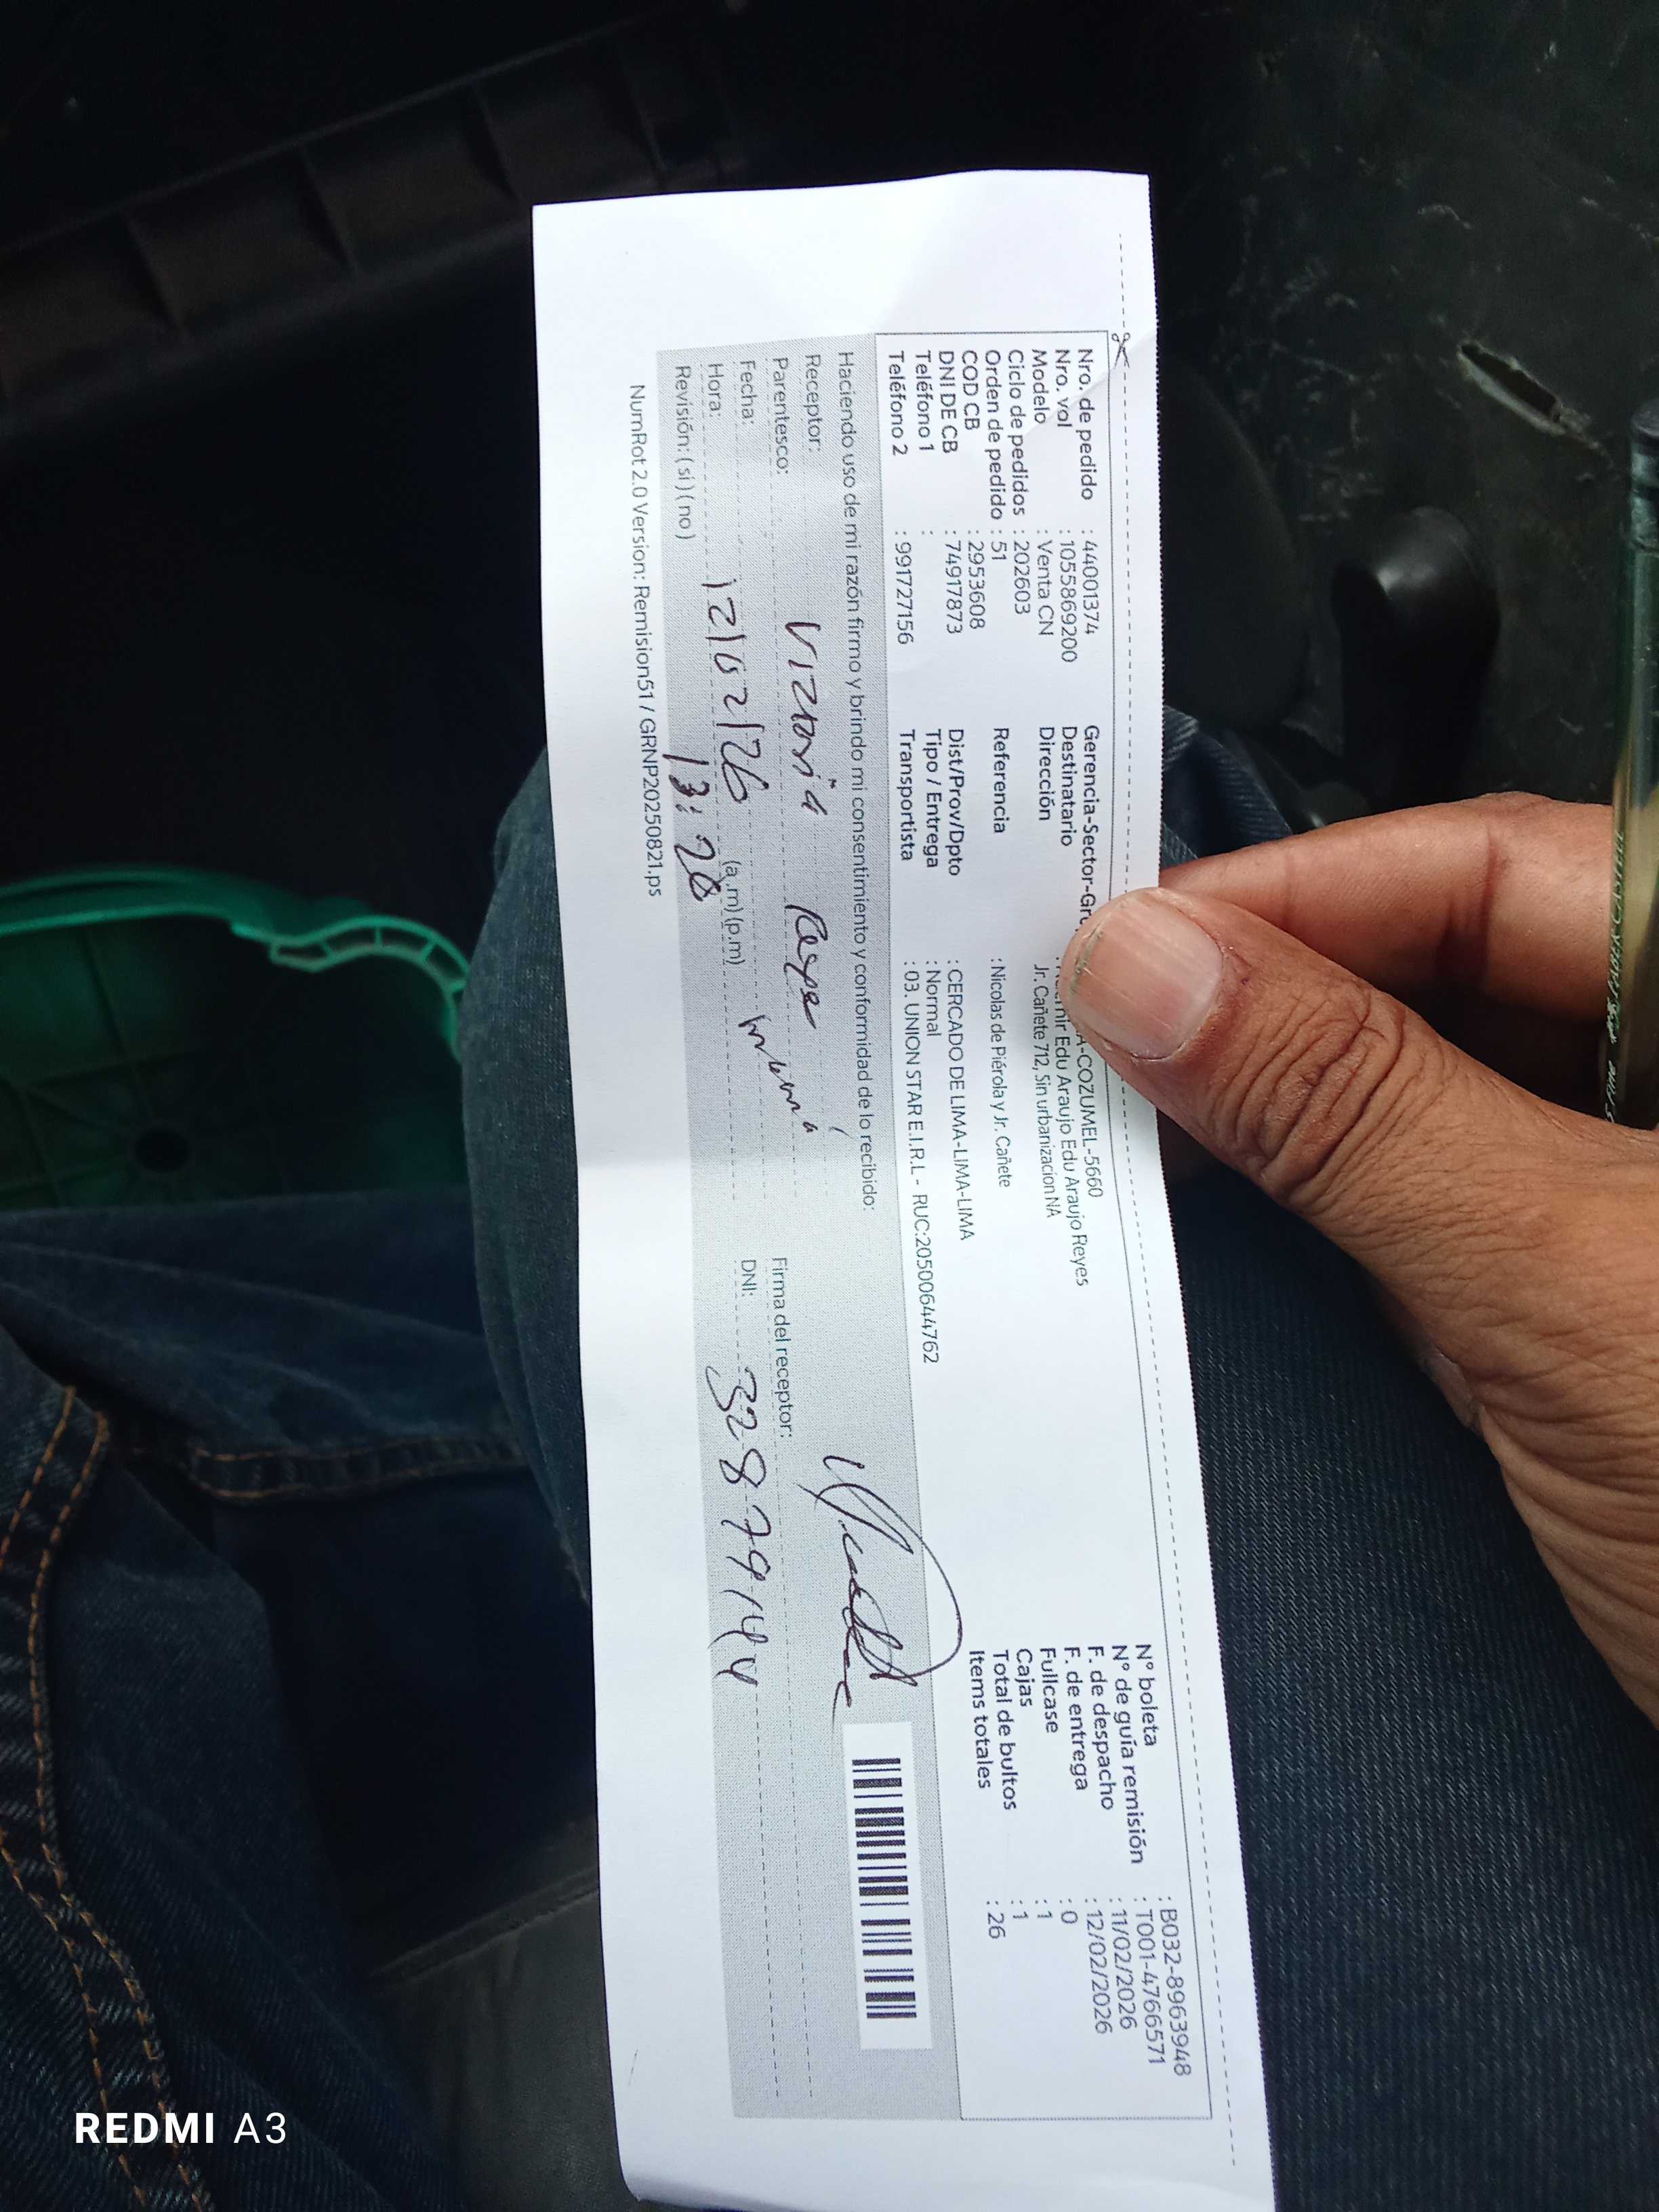 Nro. de pedido : 44001374
Nro. vol : 1055869200
Modelo : Venta CN
Ciclo de pedidos : 202603
Orden de pedido : 51
COD CB : 2953608
DNI DE CB : 74917873
Teléfono 1 :
Teléfono 2 : 991727156
Gerencia-Sector-Gru A-COZUMEL-5660
Destinatario : Edu Araujo Edu Araujo Reyes
Dirección Jr. Cañete 712, Sin urbanizacion NA
Referencia : Nicolas de Piérola y Jr. Cañete
Dist/Prov/Dpto : CERCADO DE LIMA-LIMA-LIMA
Tipo / Entrega : Normal
Transportista : 03. UNION STAR E.I.R.L - RUC:20500644762
N° boleta : B032-8963948
N° de guía remisión : T001-4766571
F. de despacho : 11/02/2026
F. de entrega : 12/02/2026
Fullcase : 0
Cajas : 1
Total de bultos : 1
Items totales : 26
Haciendo uso de mi razón firmo y brindo mi consentimiento y conformidad de lo recibido:
Receptor:
Parentesco:
Fecha: 12/02/26
Hora: 13:20 (a.m) (p.m)
Revisión: ( si ) ( no )
Firma del receptor:
DNI: 32879144
NumRot 2.0 Version: Remision51 / GRNP20250821.ps
REDMI A3